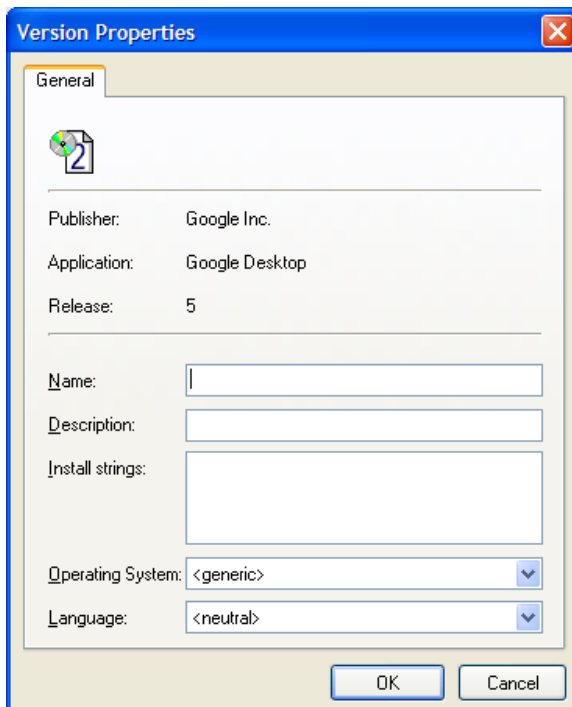 Version Properties
General
2
Publisher: Google Inc.
Application: Google Desktop
Release: 5
Name:
Description:
Install strings:
Operating System: <generic>
Language: <neutral>
OK Cancel